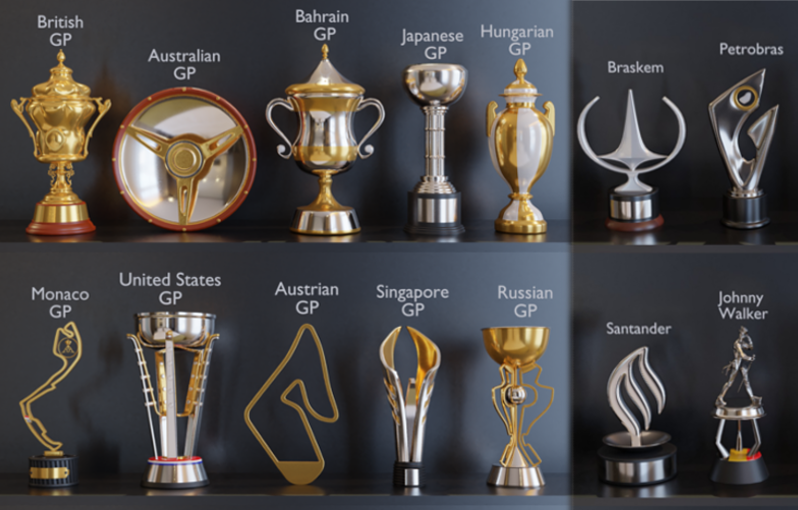 British
GP
Australian
GP
Bahrain
GP
Japanese
GP
Hungarian
GP
Braskem
Petrobras
Monaco
GP
United States
GP
Austrian
GP
Singapore
GP
Russian
GP
Santander
Johnny
Walker